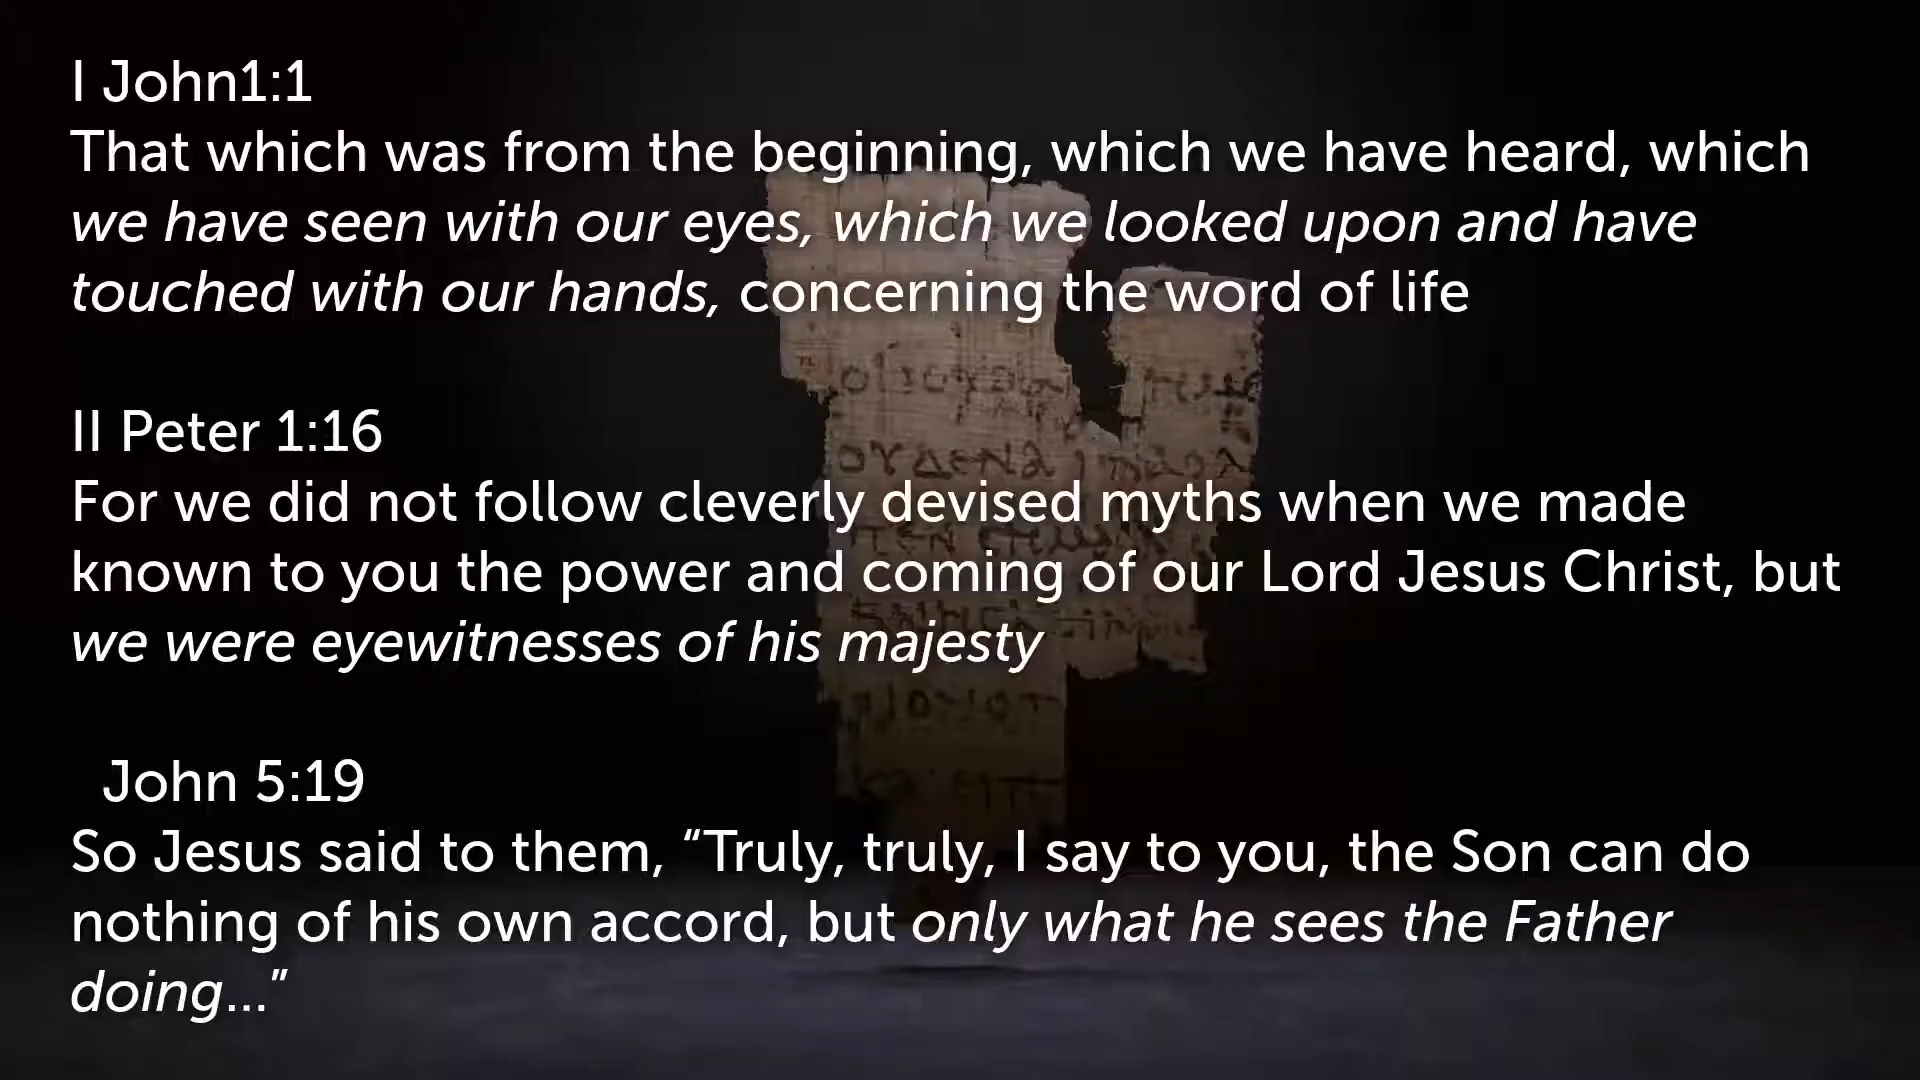 I John1:1
That which was from the beginning, which we have heard, which
we have seen with our eyes, which we looked upon and have
touched with our hands, concerning the word of life
II Peter 1:16
For we did not follow cleverly devised myths when we made
known to you the power and coming of our Lord Jesus Christ, but
we were eyewitnesses of his majesty
John 5:19
So Jesus said to them, “Truly, truly, I say to you, the Son can do
nothing of his own accord, but only what he sees the Father
doing…”